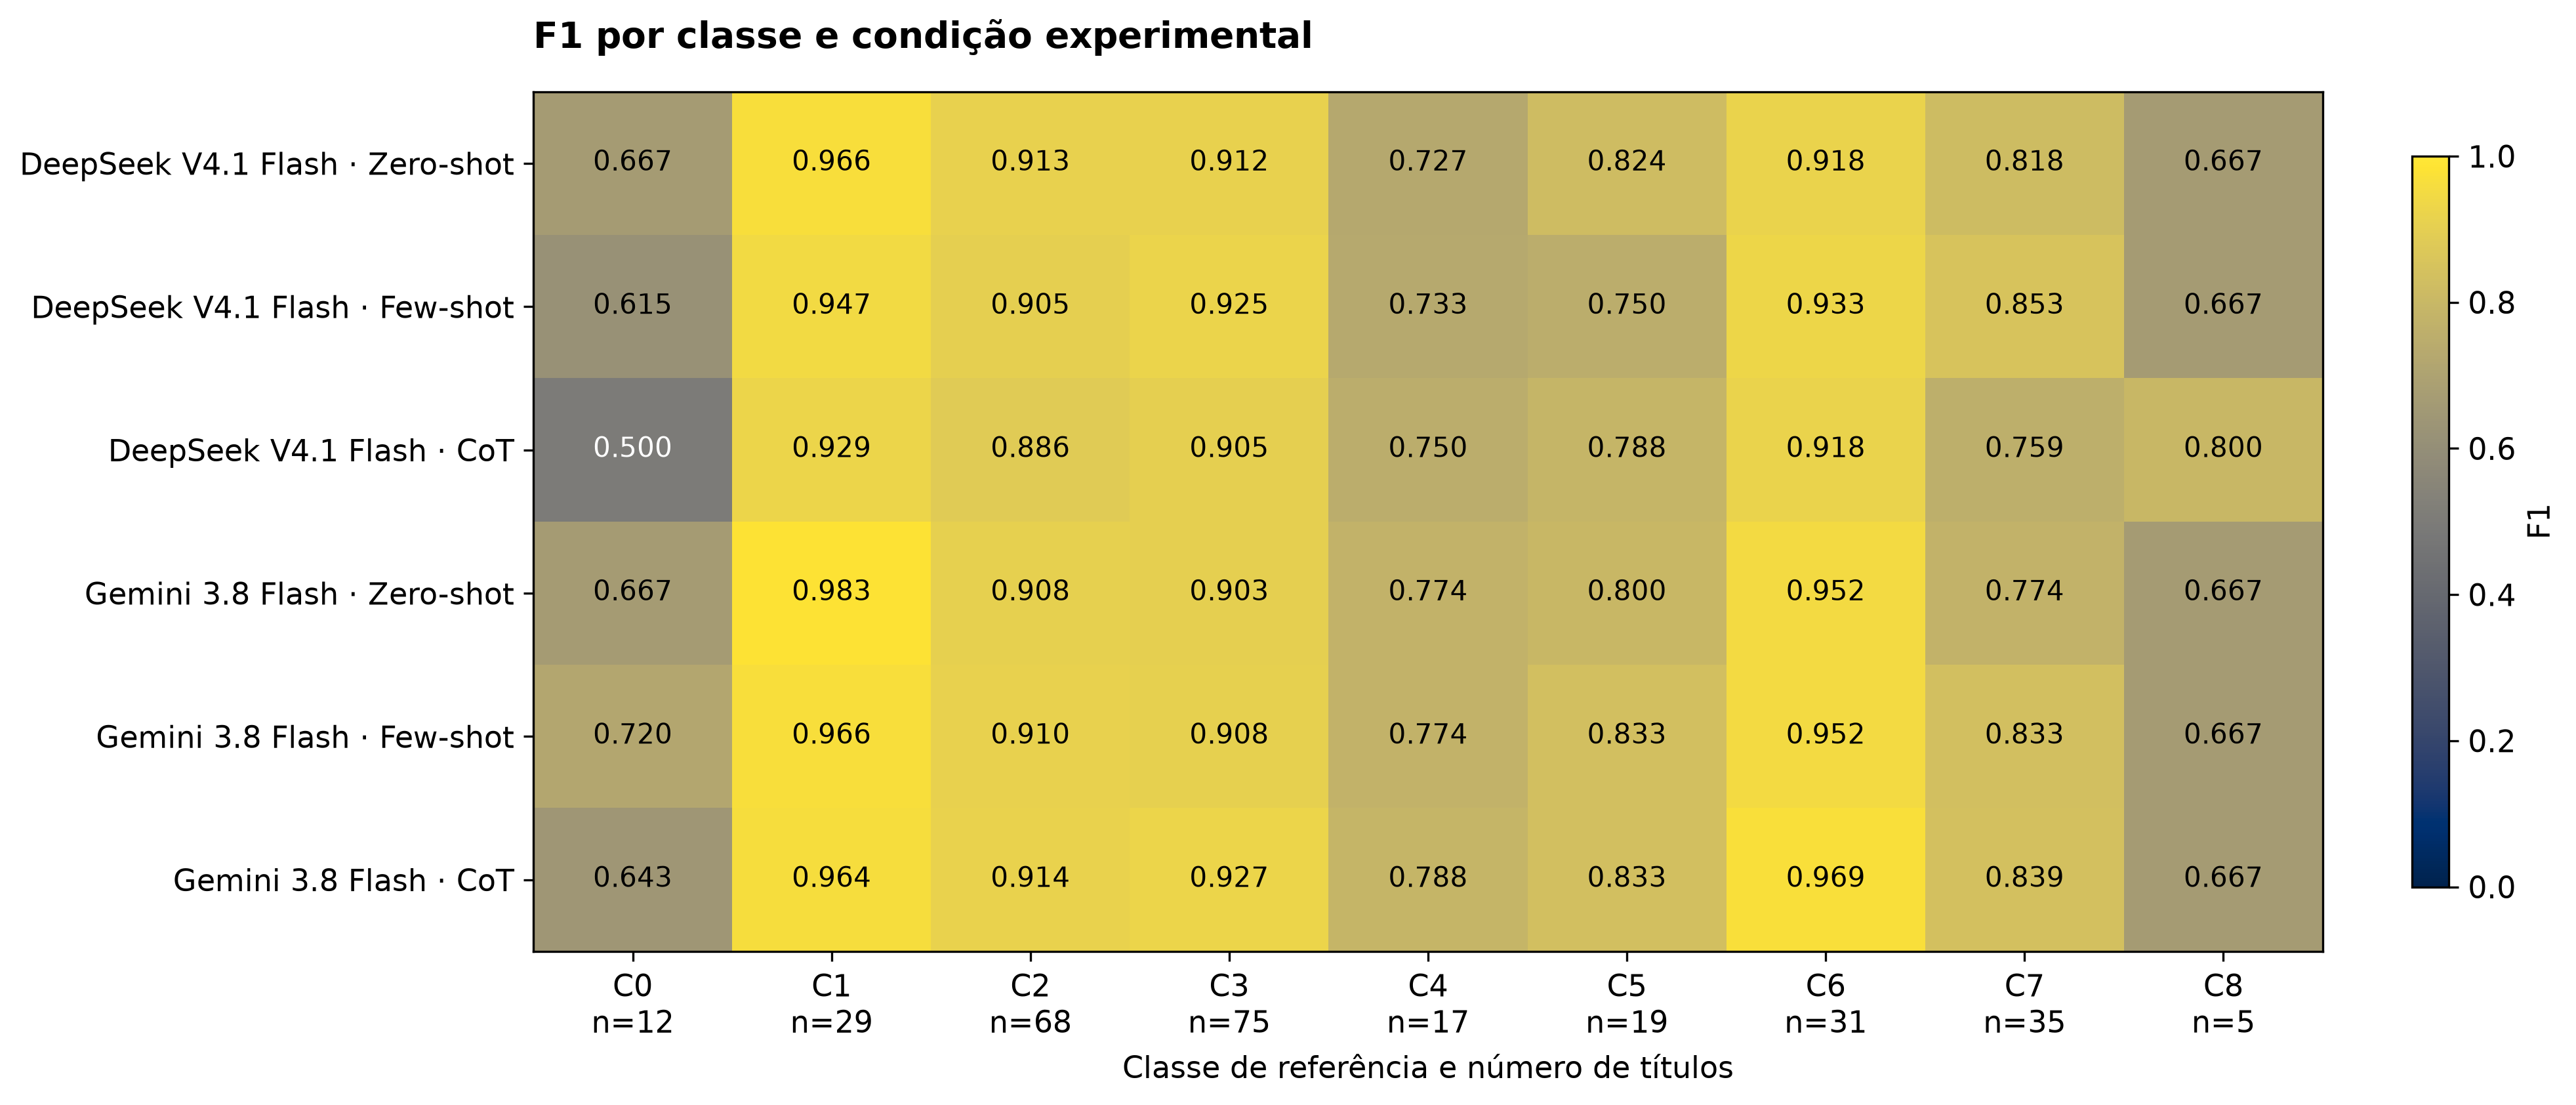 F1 por classe e condição experimental
DeepSeek V4.1 Flash · Zero-shot 0.667 0.966 0.913 0.912 0.727 0.824 0.918 0.818 0.667
DeepSeek V4.1 Flash · Few-shot 0.615 0.947 0.905 0.925 0.733 0.750 0.933 0.853 0.667
DeepSeek V4.1 Flash · CoT 0.500 0.929 0.886 0.905 0.750 0.788 0.918 0.759 0.800
Gemini 3.8 Flash · Zero-shot 0.667 0.983 0.908 0.903 0.774 0.800 0.952 0.774 0.667
Gemini 3.8 Flash · Few-shot 0.720 0.966 0.910 0.908 0.774 0.833 0.952 0.833 0.667
Gemini 3.8 Flash · CoT 0.643 0.964 0.914 0.927 0.788 0.833 0.969 0.839 0.667
C0 C1 C2 C3 C4 C5 C6 C7 C8
n=12 n=29 n=68 n=75 n=17 n=19 n=31 n=35 n=5
Classe de referência e número de títulos
1.0
0.8
0.6
0.4
0.2
0.0
F1